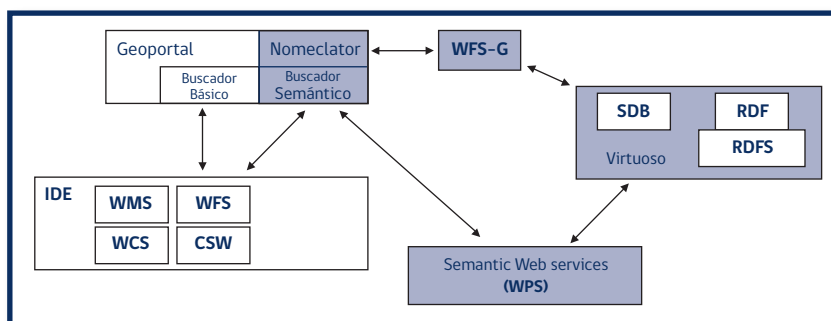 Geoportal
Nomeclator
Buscador
Básico
Buscador
Semántico
WFS-G
SDB
RDF
RDFS
Virtuoso
IDE
WMS
WFS
WCS
CSW
Semantic Web services
(WPS)